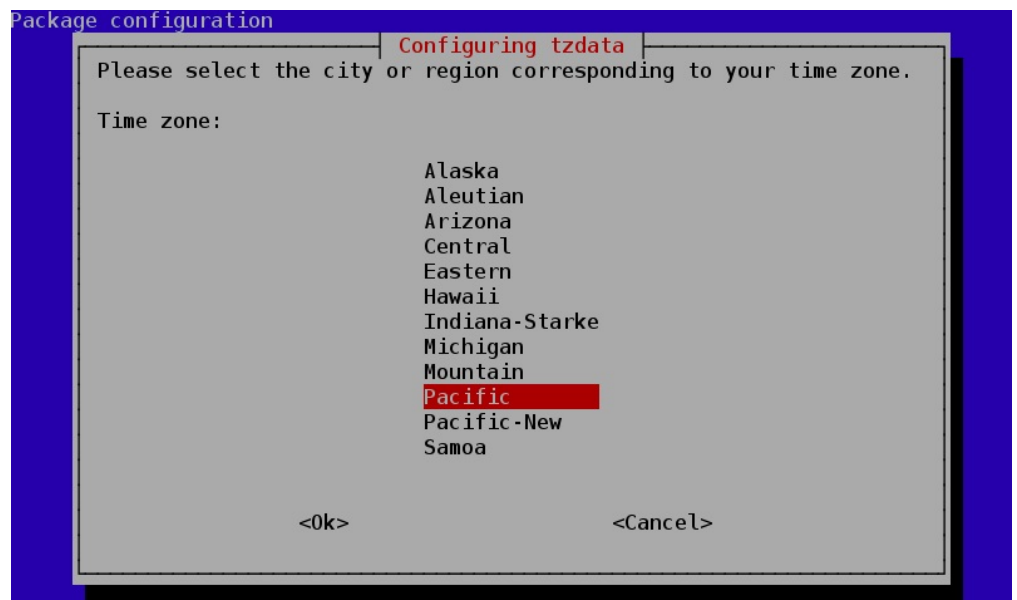 Package configuration
Configuring tzdata
Please select the city or region corresponding to your time zone.
Time zone:
Alaska
Aleutian
Arizona
Central
Eastern
Hawaii
Indiana-Starke
Michigan
Mountain
Pacific
Pacific-New
Samoa
<Ok> <Cancel>